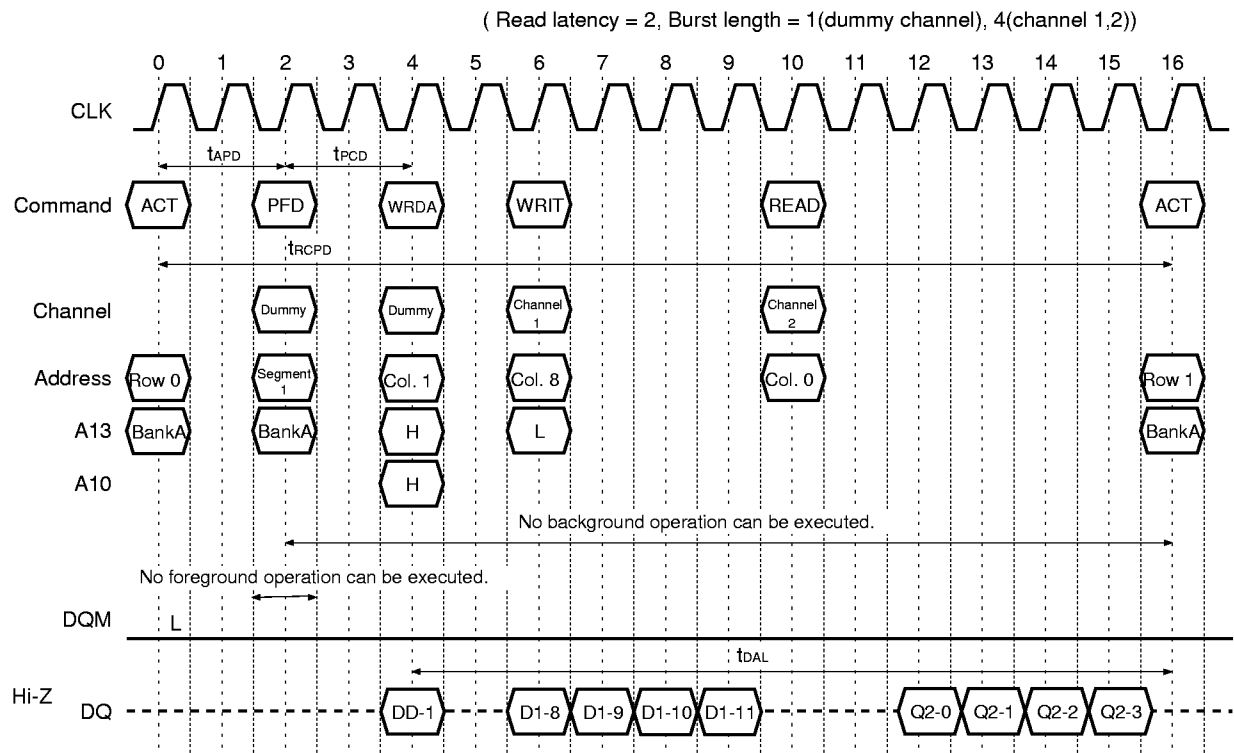 ( Read latency = 2, Burst length = 1(dummy channel), 4(channel 1,2))
0 1 2 3 4 5 6 7 8 9 10 11 12 13 14 15 16
CLK
tAPD tPCD
Command ACT PFD WRDA WRIT READ ACT
tRCPD
Channel Dummy Dummy Channel 1 Channel 2
Address Row 0 Segment 1 Col. 1 Col. 8 Col. 0 Row 1
A13 BankA BankA H L BankA
A10 H
No background operation can be executed.
No foreground operation can be executed.
DQM L
tDAL
Hi-Z
DQ DD-1 D1-8 D1-9 D1-10 D1-11 Q2-0 Q2-1 Q2-2 Q2-3